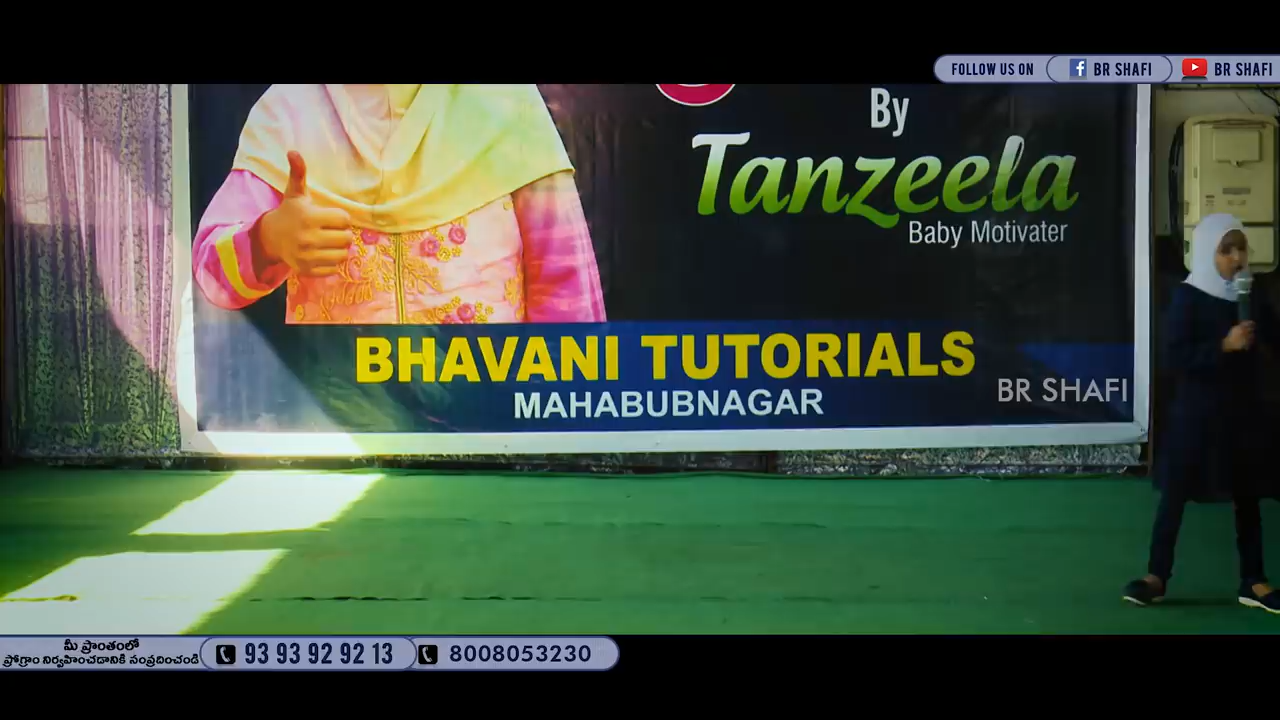 FOLLOW US ON
BR SHAFI
BR SHAFI
By
Tanzeela
Baby Motivater
BHAVANI TUTORIALS
MAHABUBNAGAR
BR SHAFI
మీ ప్రాంతంలో
ప్రోగ్రాం నిర్వహించడానికి సంప్రదించండి
93 93 92 92 13
8008053230